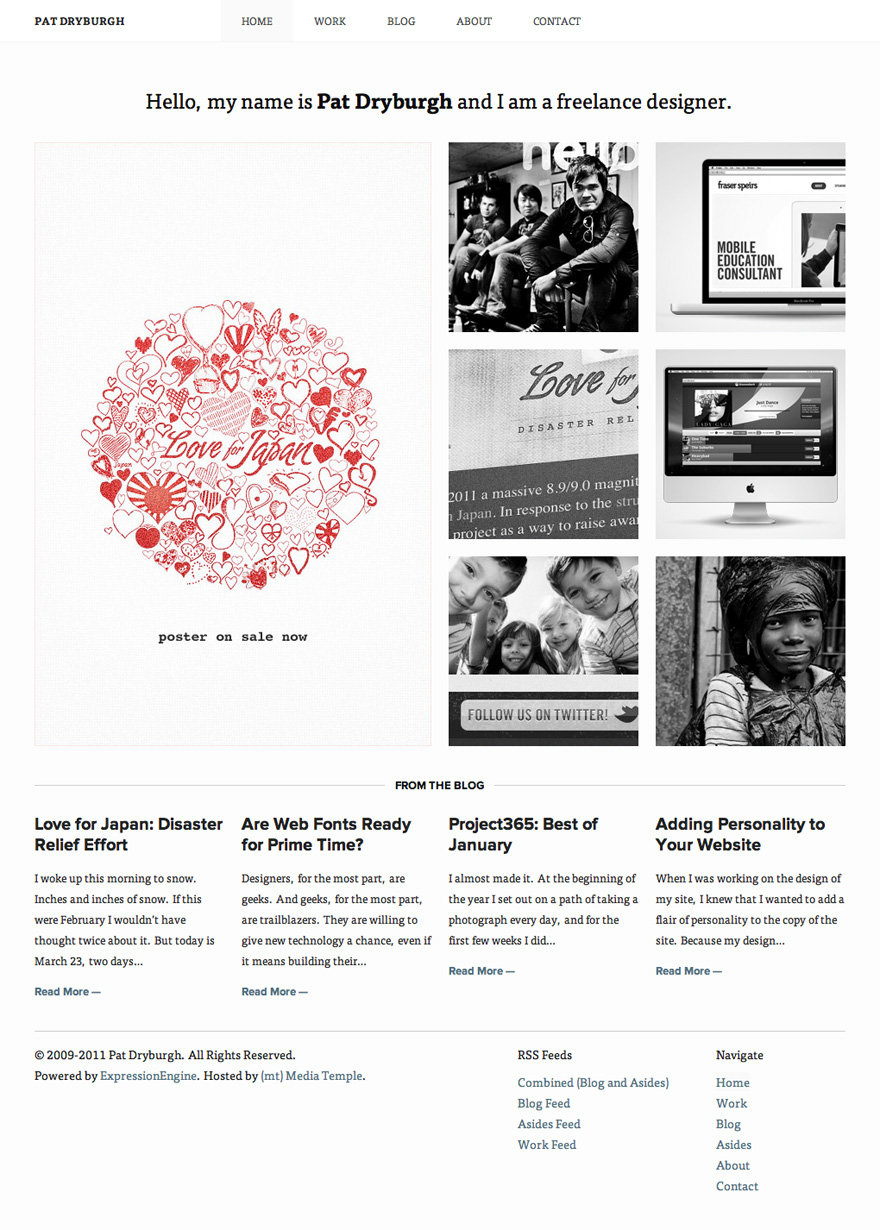 PAT DRYBURGH
HOME
WORK
BLOG
ABOUT
CONTACT
Hello, my name is Pat Dryburgh and I am a freelance designer.
Love for Japan
Japan
poster on sale now
hello
fraser speirs
MOBILE
EDUCATION
CONSULTANT
MacBook Pro
Love for J
DISASTER REL
2011 a massive 8.9/9.0 magnit
n Japan. In response to the stru
project as a way to raise awar
Just Dance
LADY GAGA
FOLLOW US ON TWITTER!
FROM THE BLOG
Love for Japan: Disaster
Relief Effort
I woke up this morning to snow.
Inches and inches of snow. If this
were February I wouldn't have
thought twice about it. But today is
March 23, two days...
Read More —
Are Web Fonts Ready
for Prime Time?
Designers, for the most part, are
geeks. And geeks, for the most part,
are trailblazers. They are willing to
give new technology a chance, even if
it means building their...
Read More —
Project365: Best of
January
I almost made it. At the beginning of
the year I set out on a path of taking a
photograph every day, and for the
first few weeks I did...
Read More —
Adding Personality to
Your Website
When I was working on the design of
my site, I knew that I wanted to add a
flair of personality to the copy of the
site. Because my design...
Read More —
© 2009-2011 Pat Dryburgh. All Rights Reserved.
Powered by ExpressionEngine. Hosted by (mt) Media Temple.
RSS Feeds
Combined (Blog and Asides)
Blog Feed
Asides Feed
Work Feed
Navigate
Home
Work
Blog
Asides
About
Contact